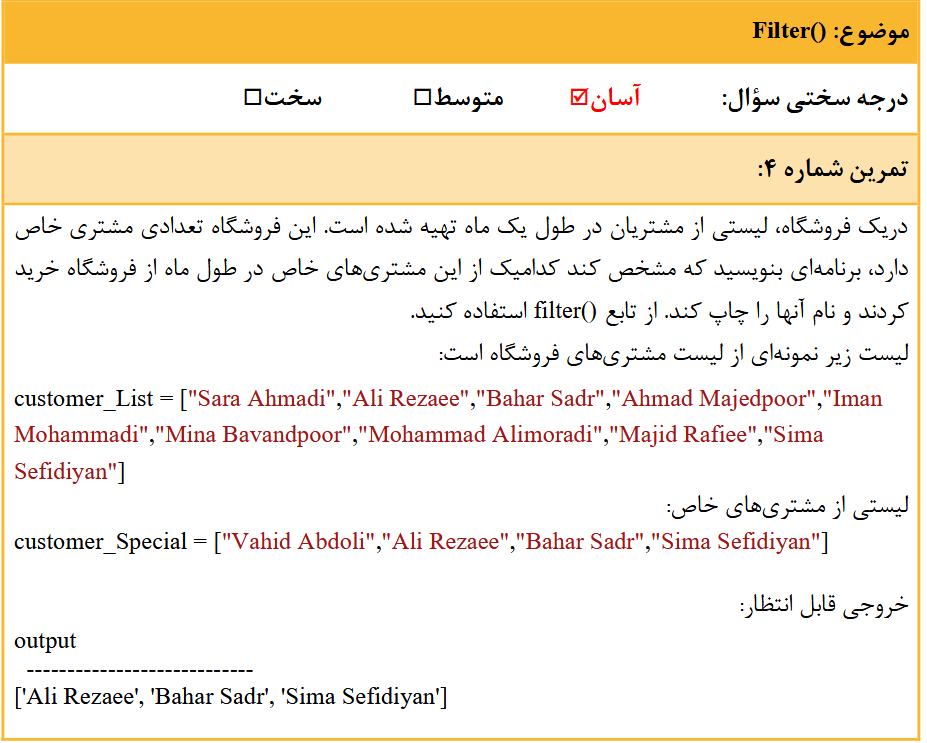 موضوع: Filter()
درجه سختی سؤال: آسان☑ متوسط☐ سخت☐
تمرین شماره ۴:
دریک فروشگاه، لیستی از مشتریان در طول یک ماه تهیه شده است. این فروشگاه تعدادی مشتری خاص
دارد، برنامه‌ای بنویسید که مشخص کند کدامیک از این مشتری‌های خاص در طول ماه از فروشگاه خرید
کردند و نام آنها را چاپ کند. از تابع filter() استفاده کنید.
لیست زیر نمونه‌ای از لیست مشتری‌های فروشگاه است:
customer_List = ["Sara Ahmadi","Ali Rezaee","Bahar Sadr","Ahmad Majedpoor","Iman
Mohammadi","Mina Bavandpoor","Mohammad Alimoradi","Majid Rafiee","Sima
Sefidiyan"]
لیستی از مشتری‌های خاص:
customer_Special = ["Vahid Abdoli","Ali Rezaee","Bahar Sadr","Sima Sefidiyan"]
خروجی قابل انتظار:
output
----------------------------
['Ali Rezaee', 'Bahar Sadr', 'Sima Sefidiyan']